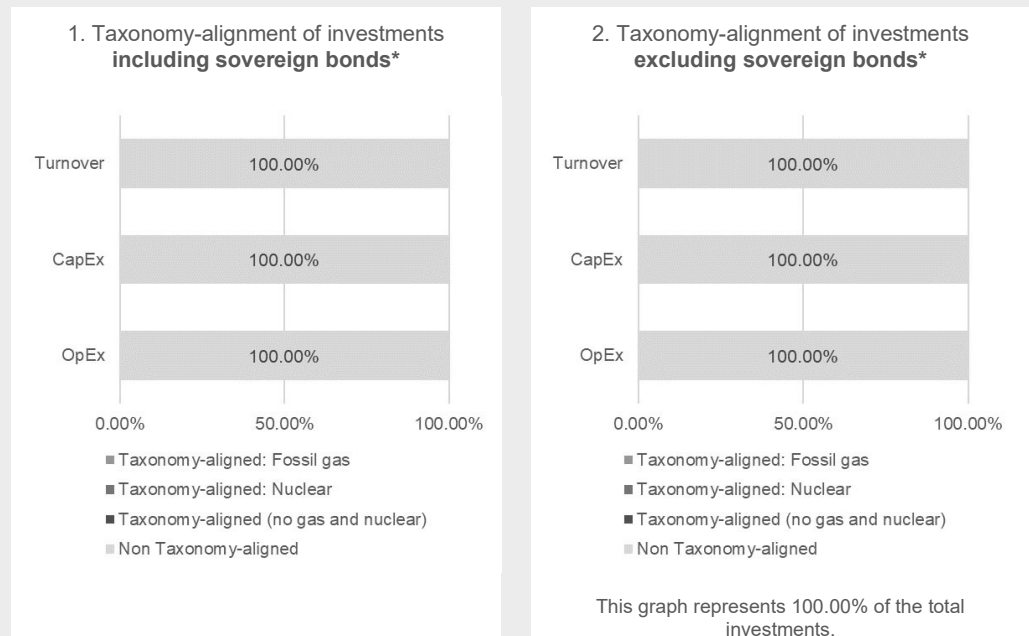 1. Taxonomy-alignment of investments
including sovereign bonds*
Turnover
100.00%
CapEx
100.00%
OpEx
100.00%
0.00%
50.00%
100.00%
Taxonomy-aligned: Fossil gas
Taxonomy-aligned: Nuclear
Taxonomy-aligned (no gas and nuclear)
Non Taxonomy-aligned
2. Taxonomy-alignment of investments
excluding sovereign bonds*
Turnover
100.00%
CapEx
100.00%
OpEx
100.00%
0.00%
50.00%
100.00%
Taxonomy-aligned: Fossil gas
Taxonomy-aligned: Nuclear
Taxonomy-aligned (no gas and nuclear)
Non Taxonomy-aligned
This graph represents 100.00% of the total
investments.